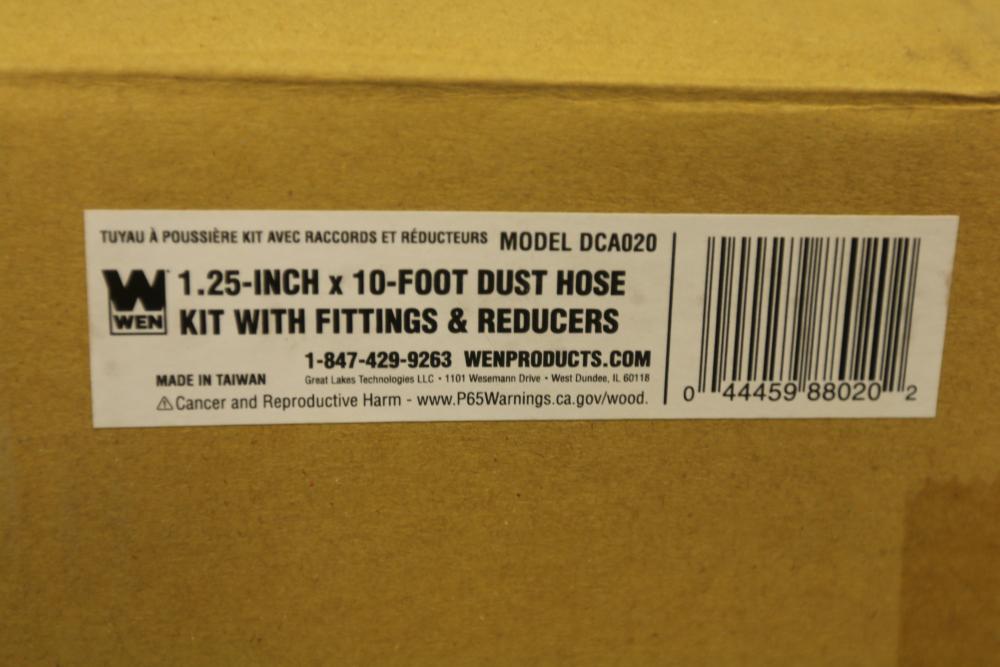 TUYAU À POUSSIÈRE KIT AVEC RACCORDS ET RÉDUCTEURS MODEL DCA020
W
WEN
1.25-INCH x 10-FOOT DUST HOSE
KIT WITH FITTINGS & REDUCERS
1-847-429-9263 WENPRODUCTS.COM
MADE IN TAIWAN
Great Lakes Technologies LLC • 1101 Wesemann Drive • West Dundee, IL 60118
⚠Cancer and Reproductive Harm - www.P65Warnings.ca.gov/wood.
0 44459 88020 2